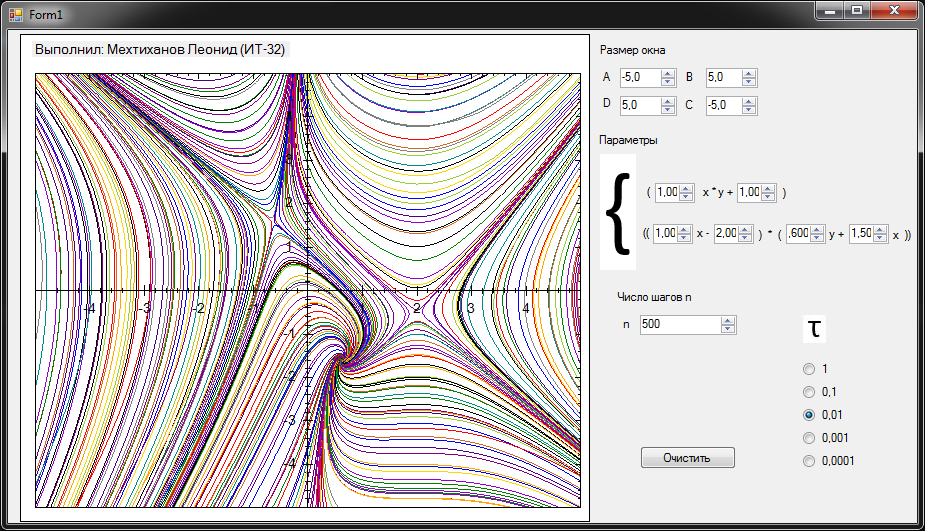 Form1
Выполнил: Мехтиханов Леонид (ИТ-32)
Размер окна
A -5,0 B 5,0
D 5,0 C -5,0
Параметры
{
( 1,00 x * y + 1,00 )
(( 1,00 x - 2,00 ) * ( .600 y + 1,50 x ))
Число шагов n
n 500
τ
1
0,1
0,01
0,001
0,0001
Очистить
2
1
-4 -3 -2 2 3 4
-1
-2
-3
-4